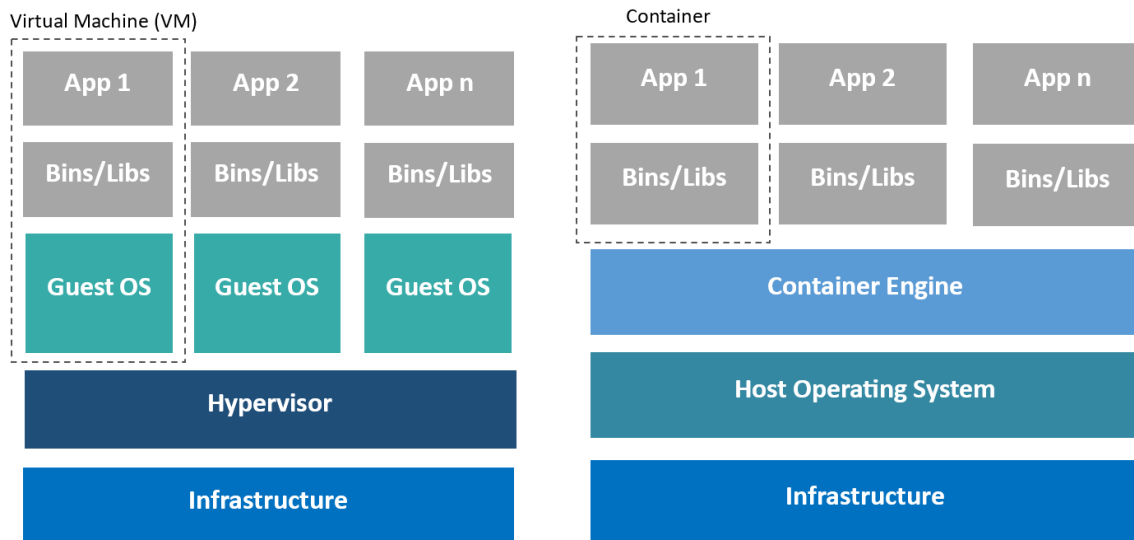 Virtual Machine (VM)
App 1
App 2
App n
Bins/Libs
Bins/Libs
Bins/Libs
Guest OS
Guest OS
Guest OS
Hypervisor
Infrastructure
Container
App 1
App 2
App n
Bins/Libs
Bins/Libs
Bins/Libs
Container Engine
Host Operating System
Infrastructure